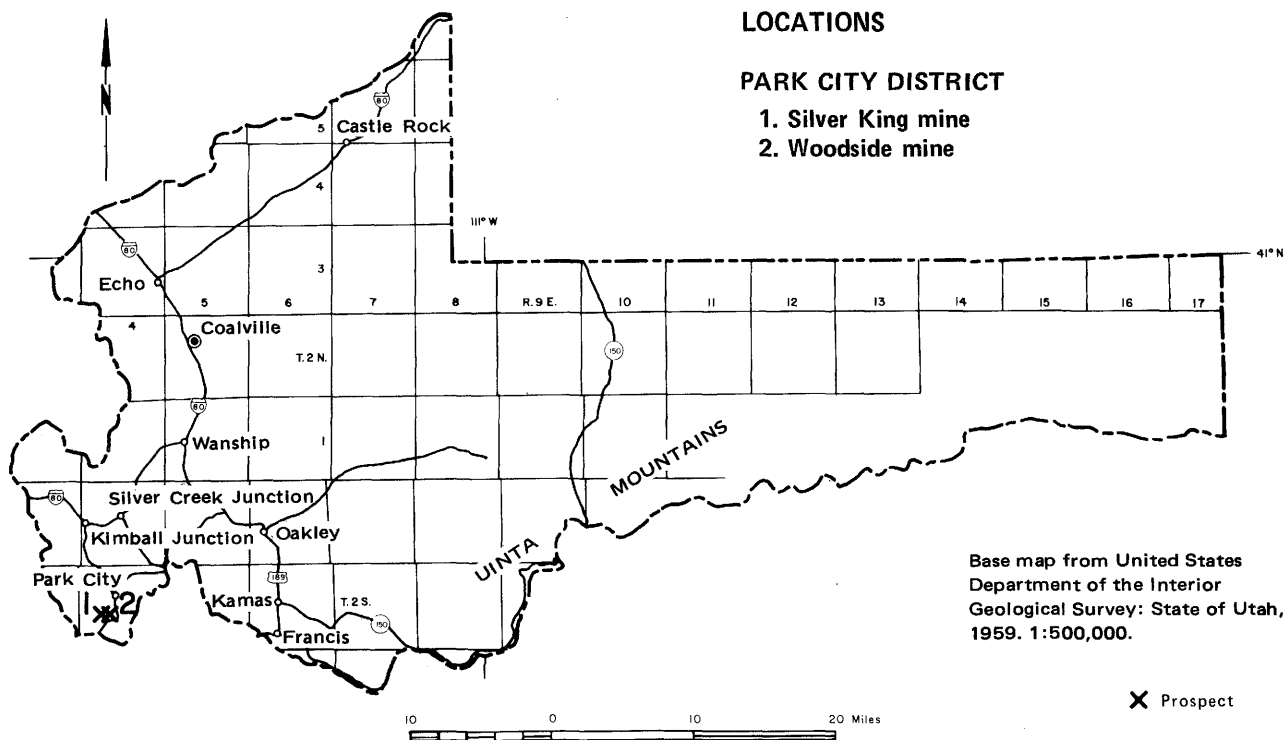 LOCATIONS
PARK CITY DISTRICT
1. Silver King mine
2. Woodside mine
N
80
5
Castle Rock
4
111° W
80
3
41° N
Echo
5
6
7
8
R. 9 E.
10
11
12
13
14
15
16
17
4
Coalville
T. 2 N.
150
80
Wanship
1
MOUNTAINS
80
Silver Creek Junction
Kimball Junction
Oakley
UINTA
Park City
189
1
2
Kamas
T. 2 S.
150
Francis
Base map from United States
Department of the Interior
Geological Survey: State of Utah,
1959. 1:500,000.
X Prospect
10 0 10 20 Miles